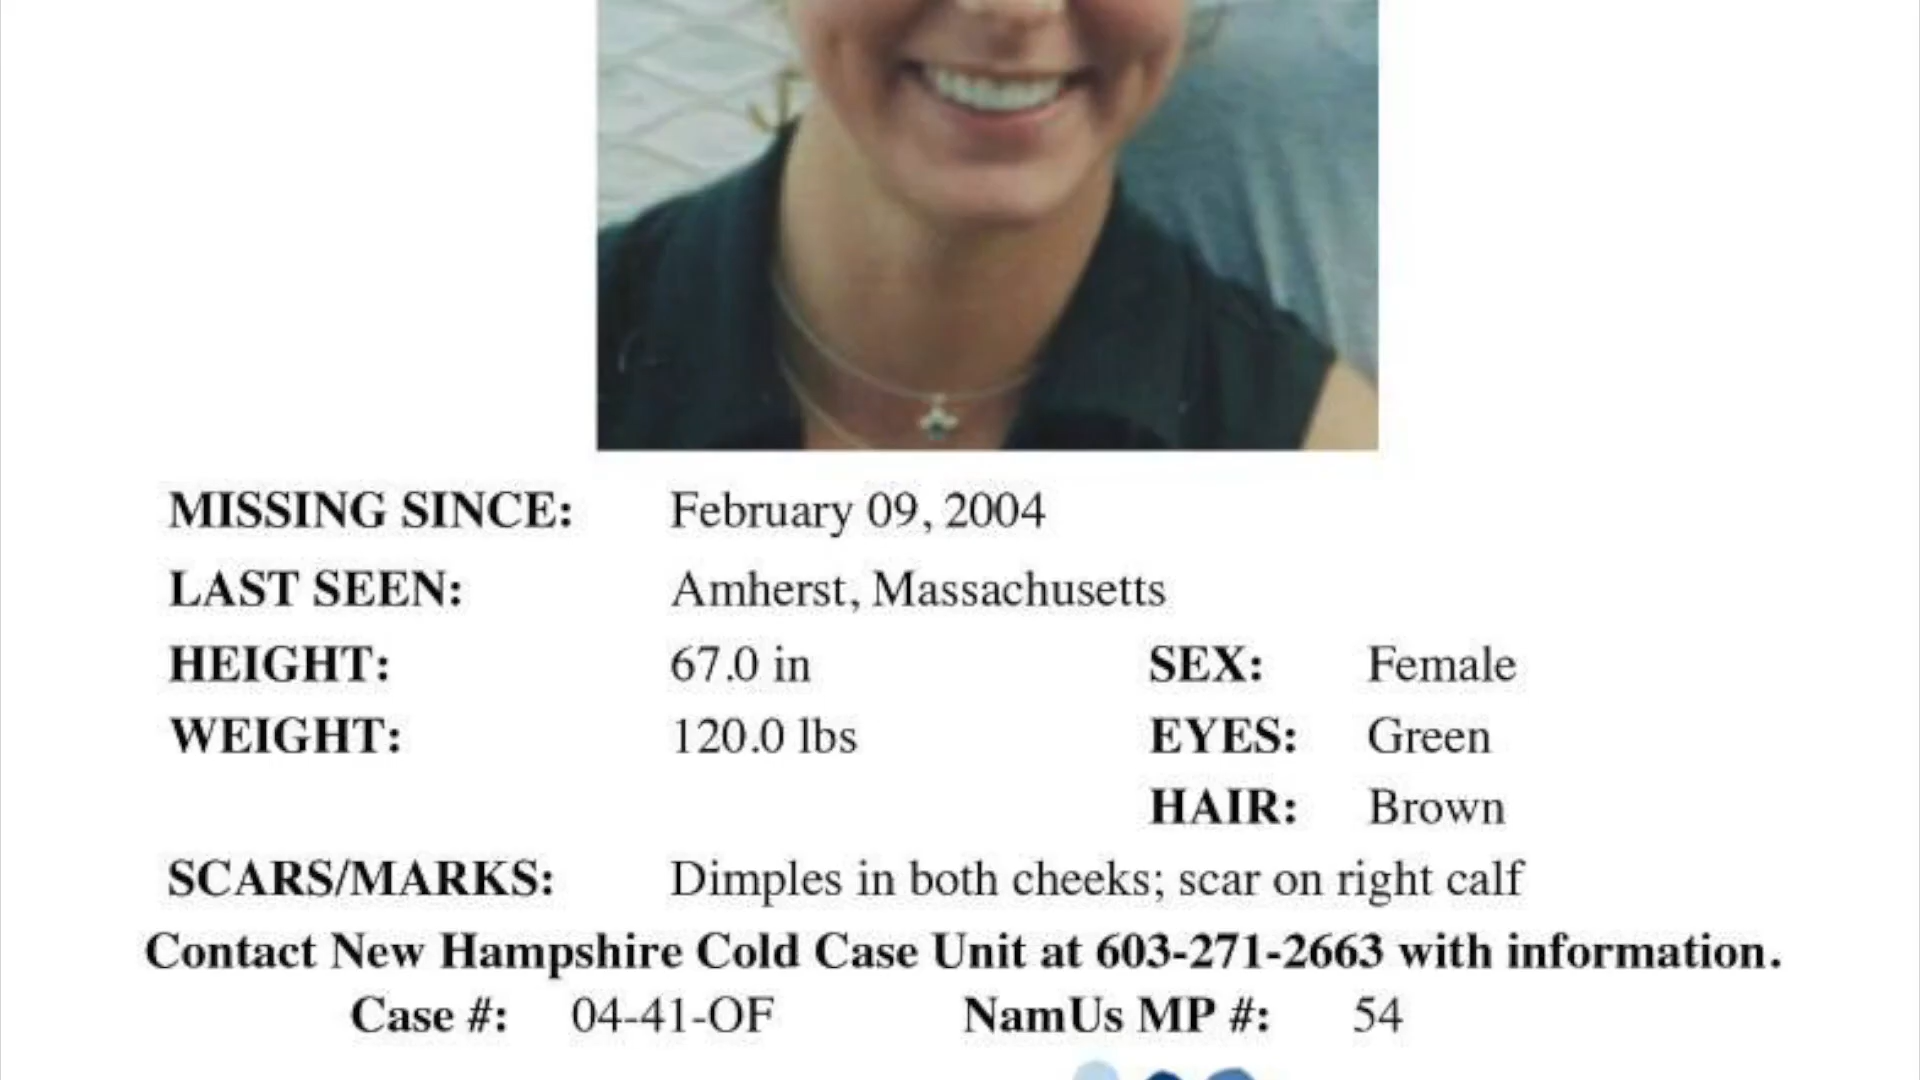 MISSING SINCE: February 09, 2004
LAST SEEN: Amherst, Massachusetts
HEIGHT: 67.0 in SEX: Female
WEIGHT: 120.0 lbs EYES: Green
HAIR: Brown
SCARS/MARKS: Dimples in both cheeks; scar on right calf
Contact New Hampshire Cold Case Unit at 603-271-2663 with information.
Case #: 04-41-OF NamUs MP #: 54